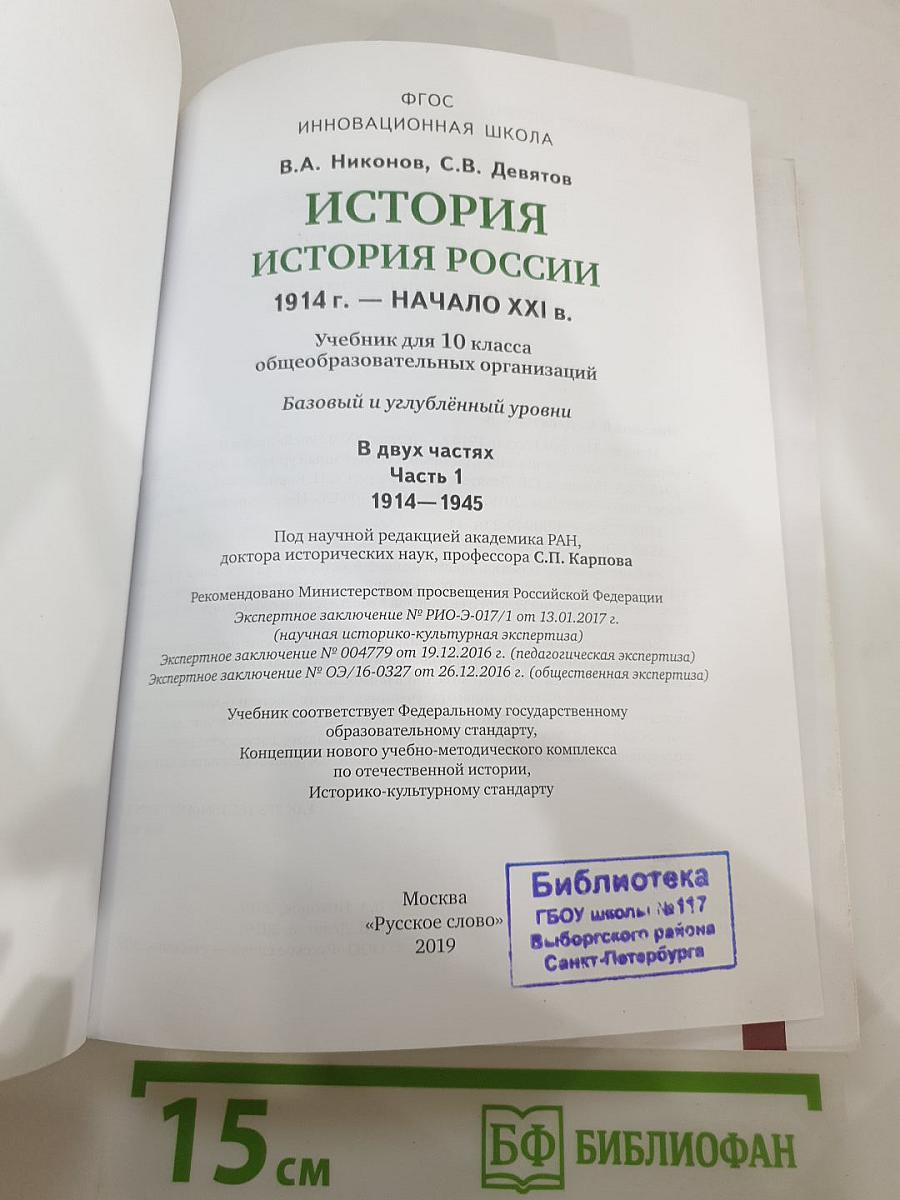 ФГОС
ИННОВАЦИОННАЯ ШКОЛА
В.А. Никонов, С.В. Девятов
ИСТОРИЯ
ИСТОРИЯ РОССИИ
1914 г. — НАЧАЛО XXI в.
Учебник для 10 класса
общеобразовательных организаций
Базовый и углублённый уровни
В двух частях
Часть 1
1914—1945
Под научной редакцией академика РАН,
доктора исторических наук, профессора С.П. Карпова
Рекомендовано Министерством просвещения Российской Федерации
Экспертное заключение № РИО-Э-017/1 от 13.01.2017 г.
(научная историко-культурная экспертиза)
Экспертное заключение № 004779 от 19.12.2016 г. (педагогическая экспертиза)
Экспертное заключение № ОЭ/16-0327 от 26.12.2016 г. (общественная экспертиза)
Учебник соответствует Федеральному государственному
образовательному стандарту,
Концепции нового учебно-методического комплекса
по отечественной истории,
Историко-культурному стандарту
Москва
«Русское слово»
2019
Библиотека
ГБОУ школы №117
Выборгского района
Санкт-Петербурга
15 см
БФ БИБЛИОФАН